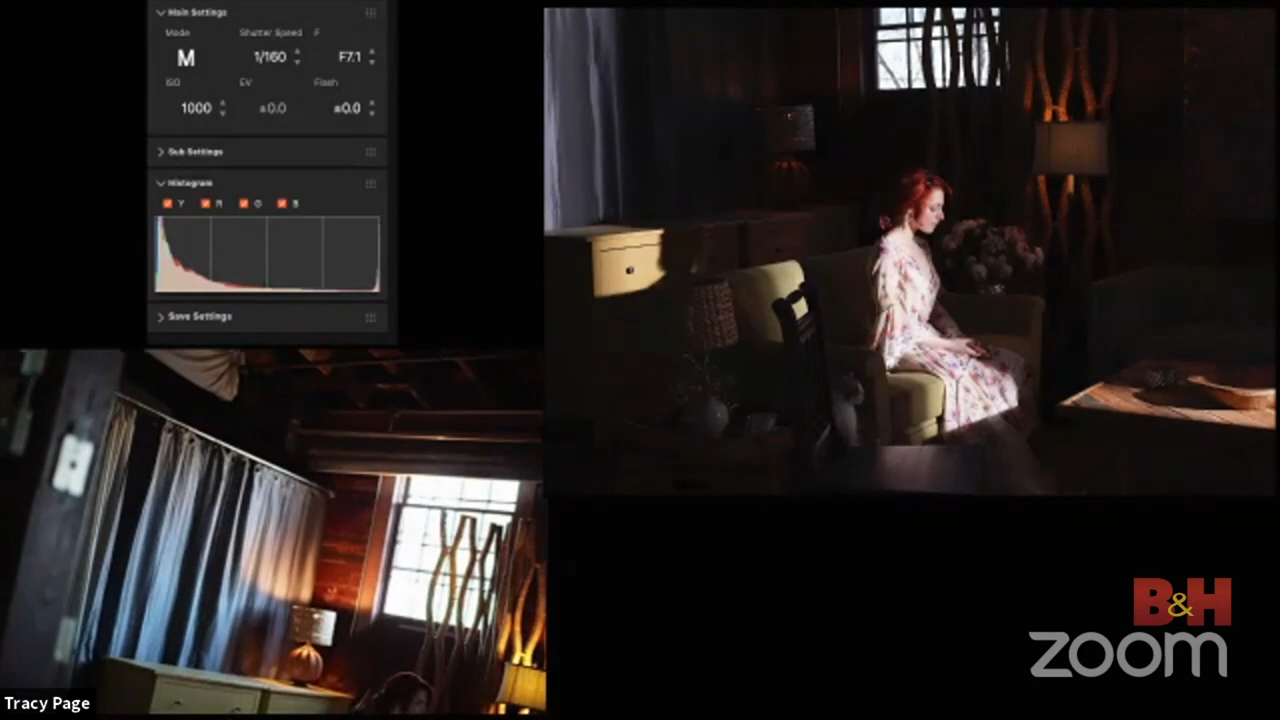 Main Settings
Mode Shutter Speed F
M 1/160 F7.1
ISO EV Flash
1000 ±0.0 ±0.0
Sub Settings
Histogram
Y R G B
Save Settings
Tracy Page
B&H
zoom